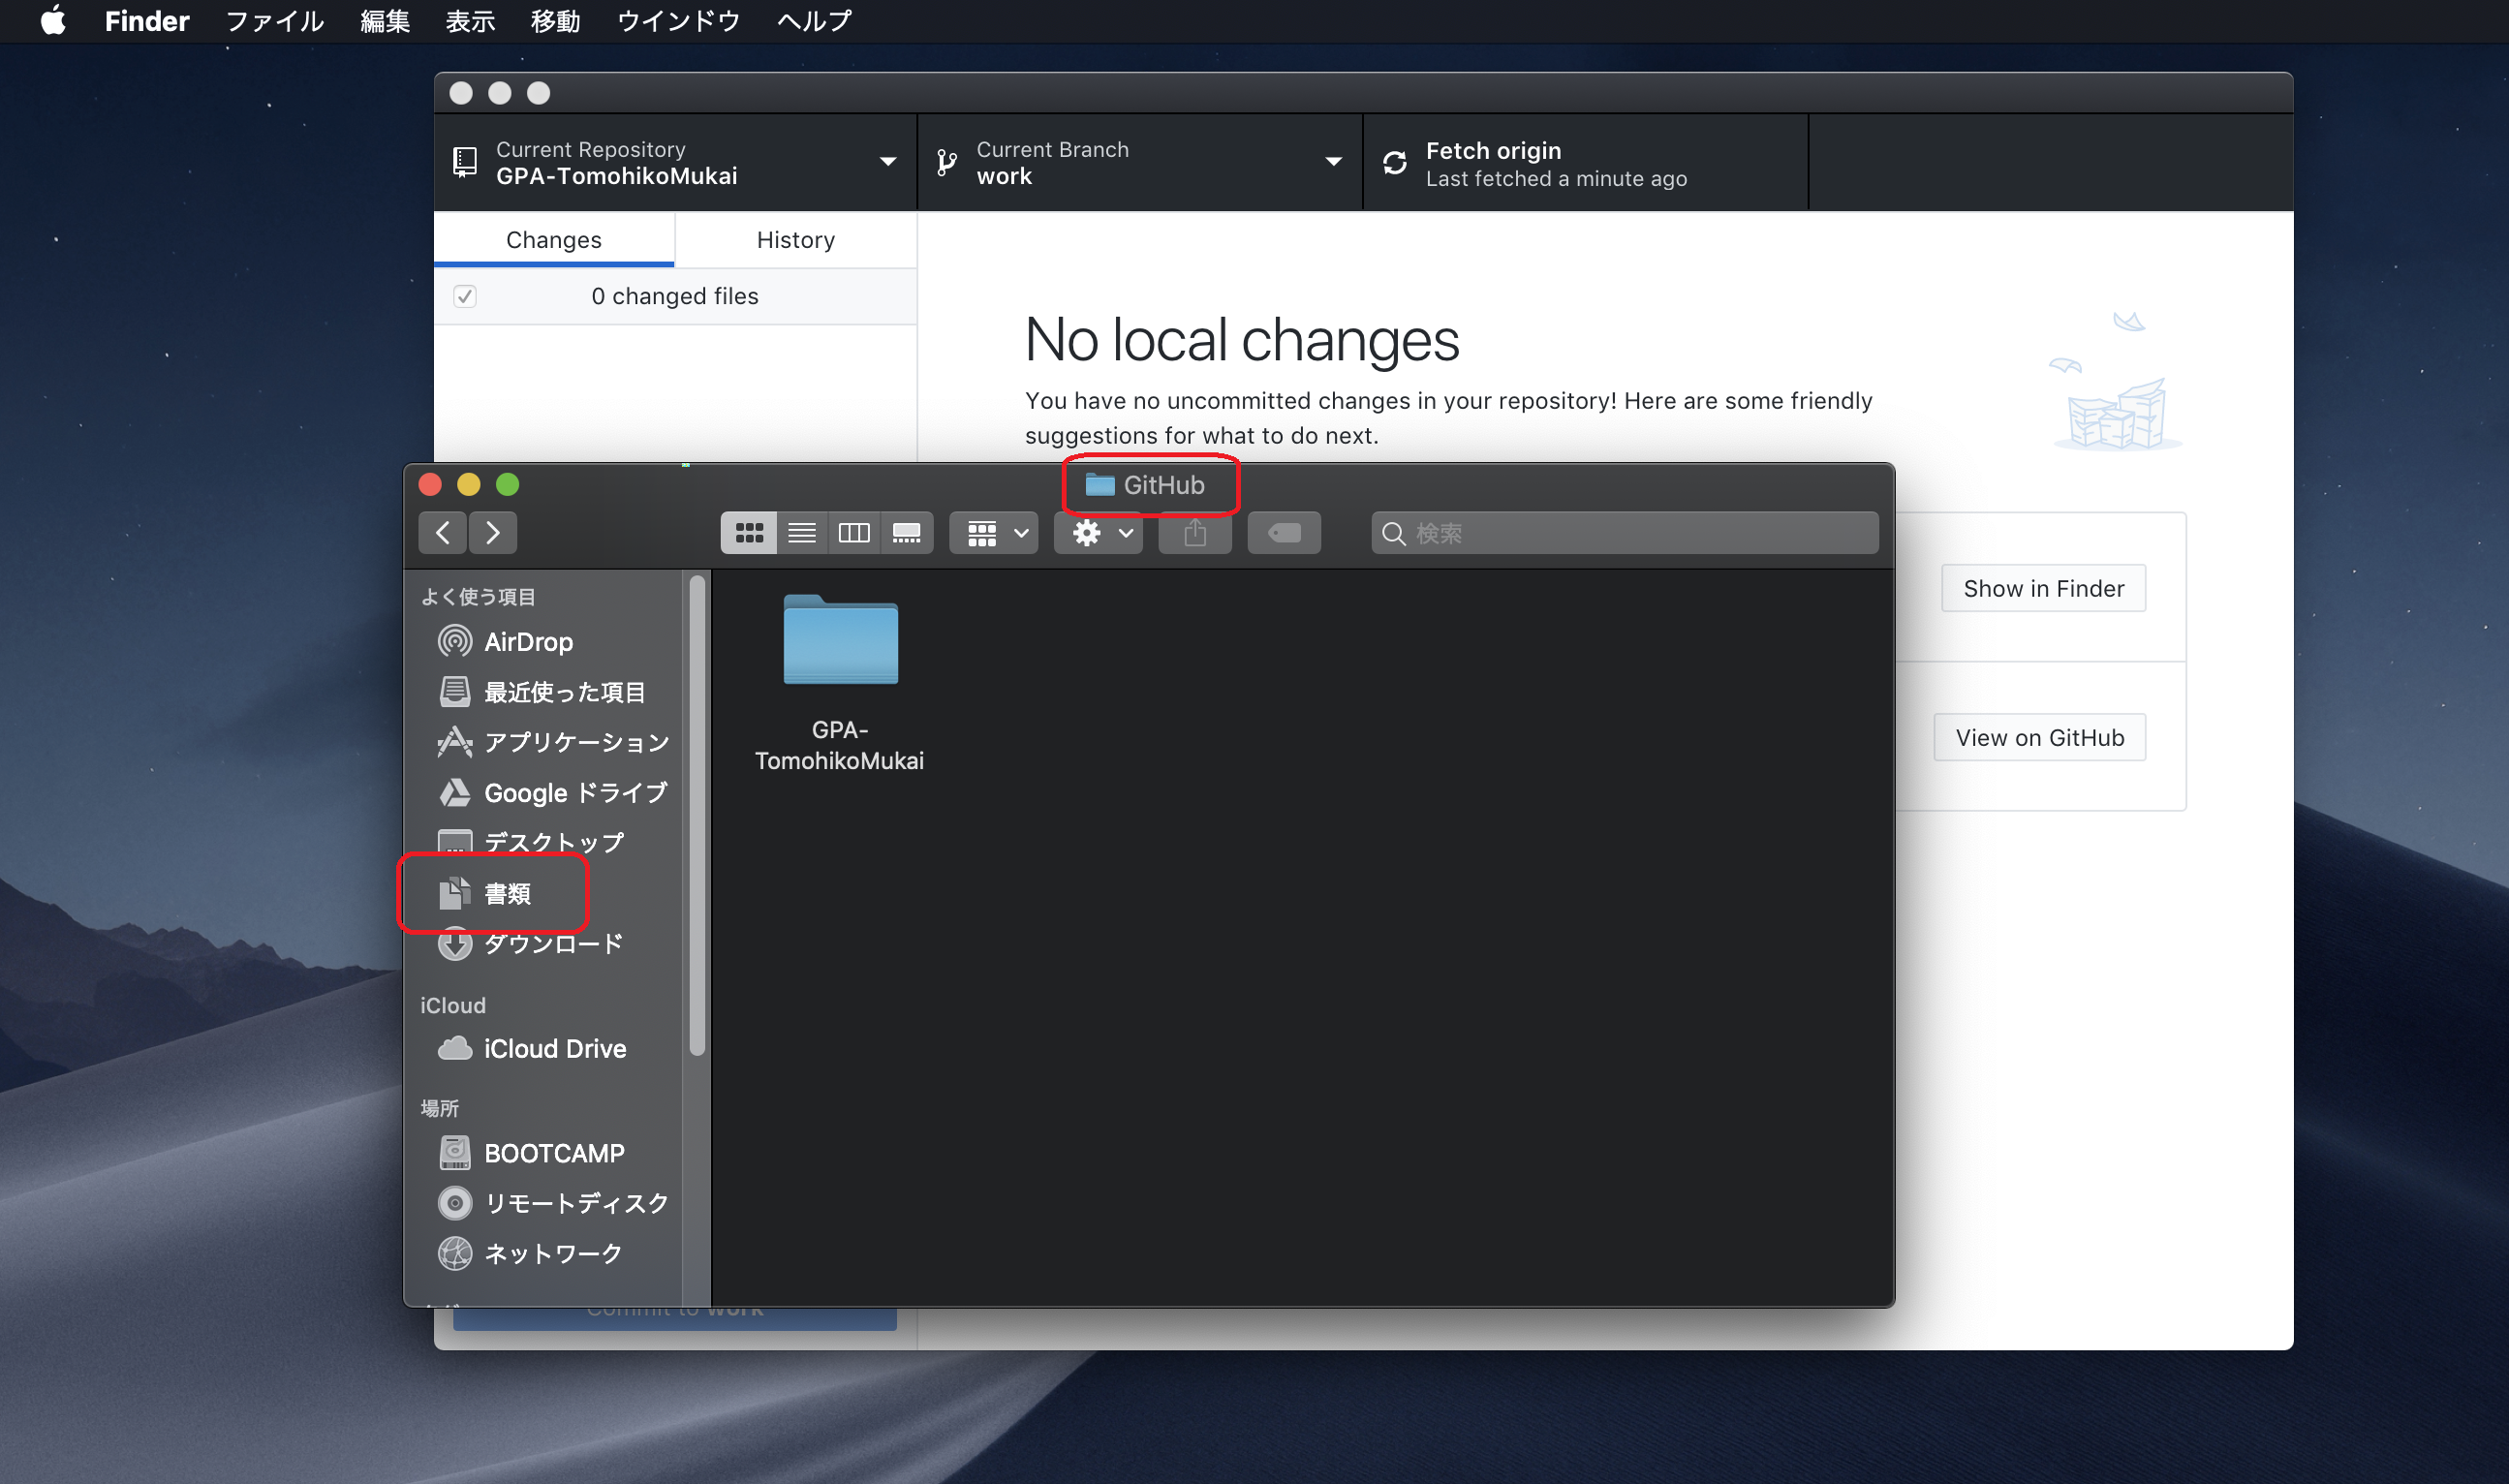 Finder ファイル 編集 表示 移動 ウインドウ ヘルプ
Current Repository
GPA-TomohikoMukai
Current Branch
work
Fetch origin
Last fetched a minute ago
Changes
History
0 changed files
No local changes
You have no uncommitted changes in your repository! Here are some friendly
suggestions for what to do next.
Show in Finder
View on GitHub
GitHub
検索
よく使う項目
AirDrop
最近使った項目
アプリケーション
Google ドライブ
デスクトップ
書類
ダウンロード
iCloud
iCloud Drive
場所
BOOTCAMP
リモートディスク
ネットワーク
GPA-
TomohikoMukai
Commit to work